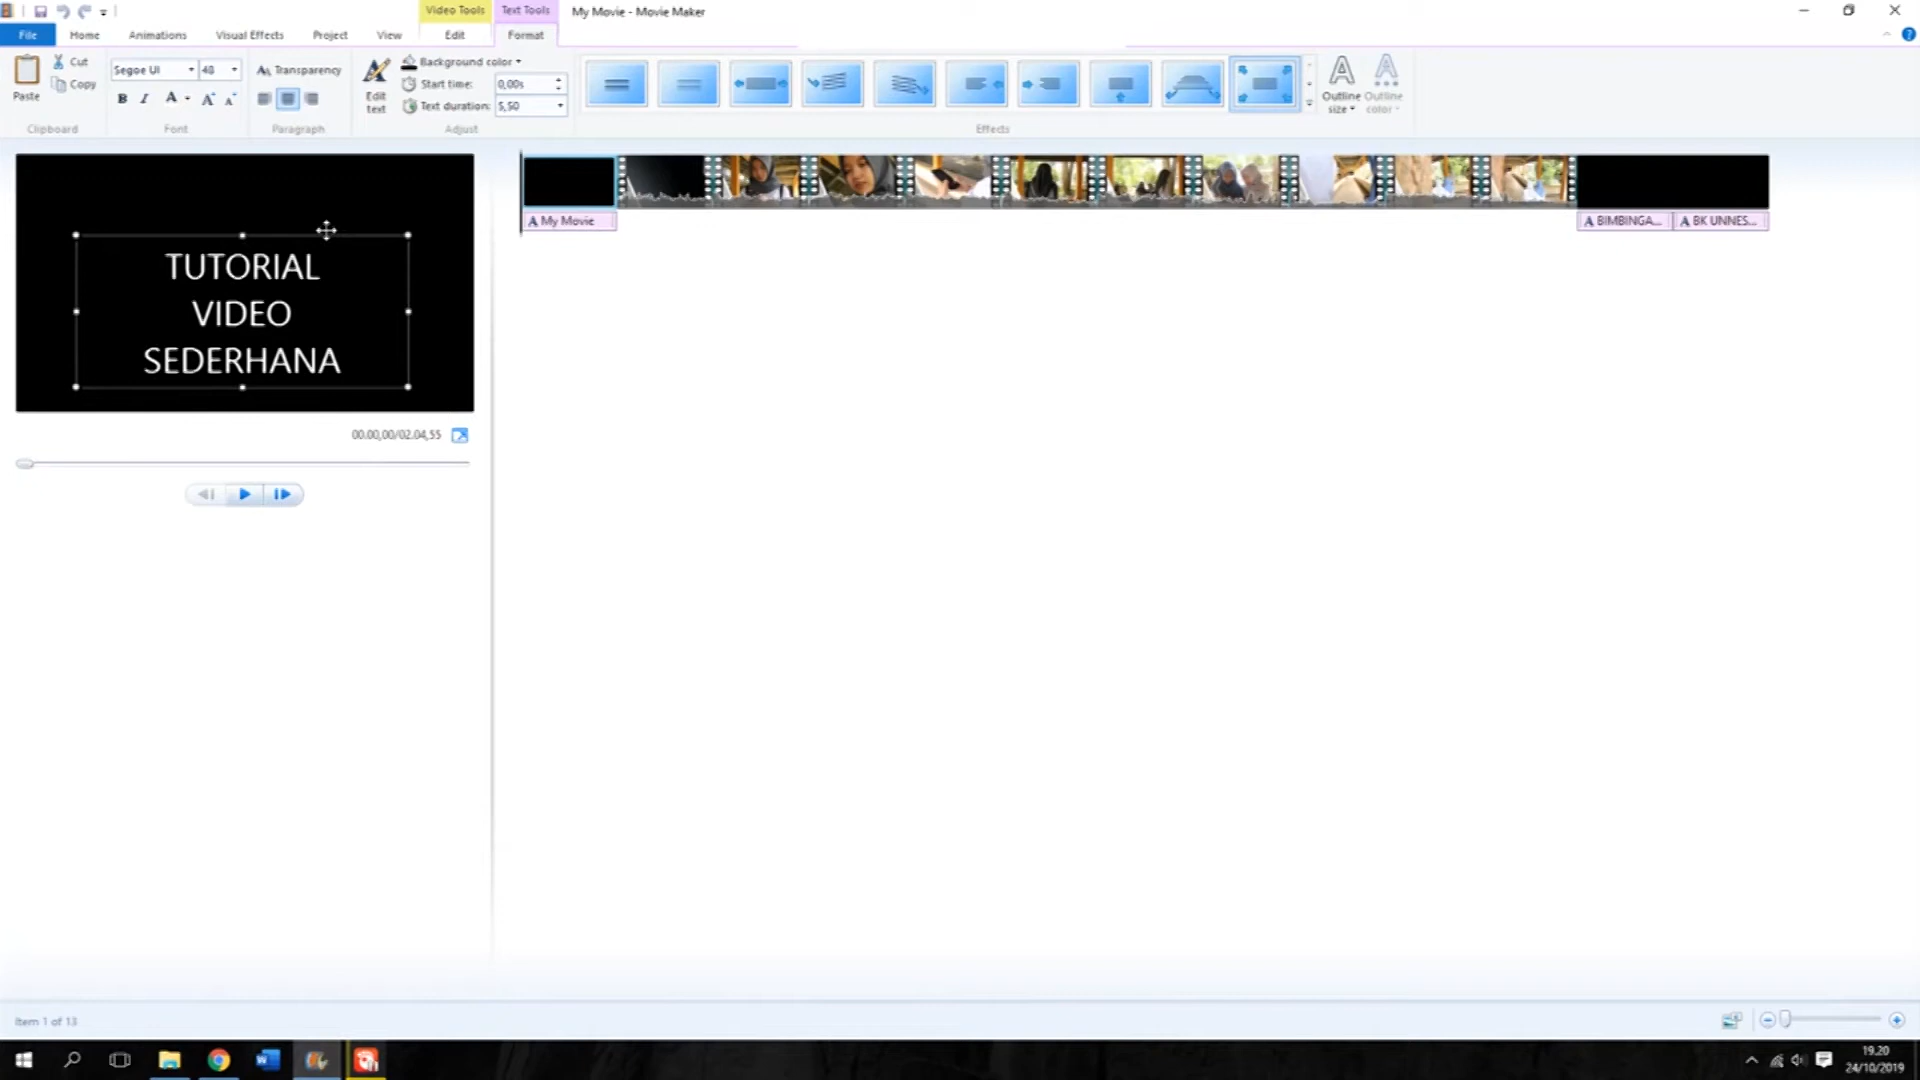 Video Tools
Text Tools
My Movie - Movie Maker
File
Home
Animations
Visual Effects
Project
View
Edit
Format
Paste
Cut
Copy
Clipboard
Segoe UI
48
B
I
A
Font
Transparency
Paragraph
Edit text
Background color
Start time:
0,00s
Text duration:
5,50
Adjust
Effects
Outline size
Outline color
TUTORIAL
VIDEO
SEDERHANA
00.00,00/02.04,55
My Movie
BIMBINGA...
BK UNNES...
Item 1 of 13
19.20
24/10/2019